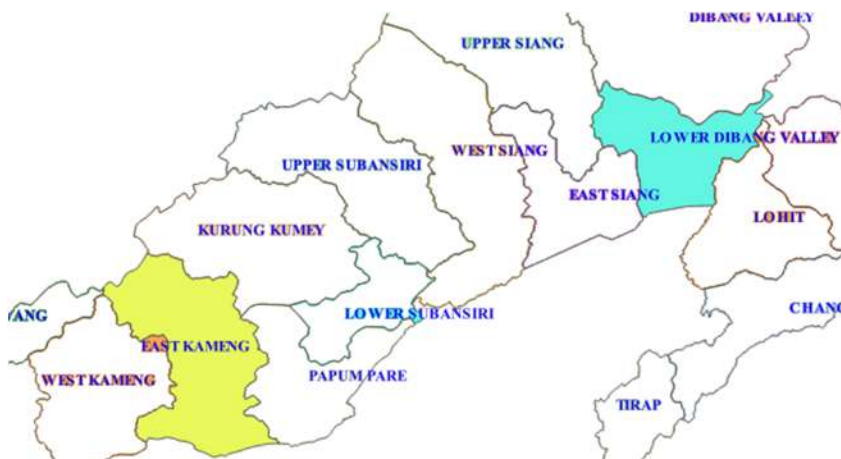 DIBANG VALLEY
UPPER SIANG
LOWER DIBANG VALLEY
WEST SIANG
UPPER SUBANSIRI
EAST SIANG
LOHIT
KURUNG KUMEY
CHANG
LOWER SUBANSIRI
EAST KAMENG
WEST KAMENG
PAPUM PARE
TIRAP